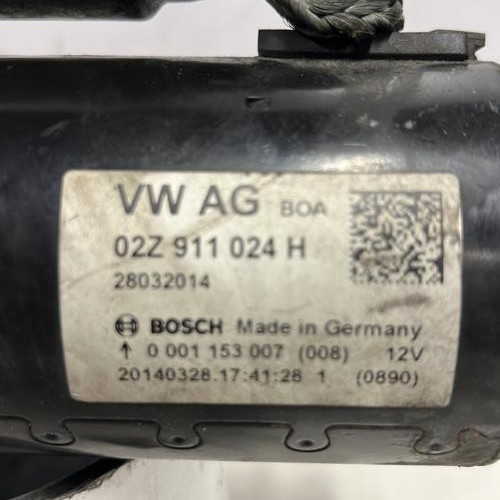 VW AG BOA
02Z 911 024 H
28032014
BOSCH Made in Germany
↑ 0 001 153 007 (008) 12V
20140328.17:41:28 1 (0890)